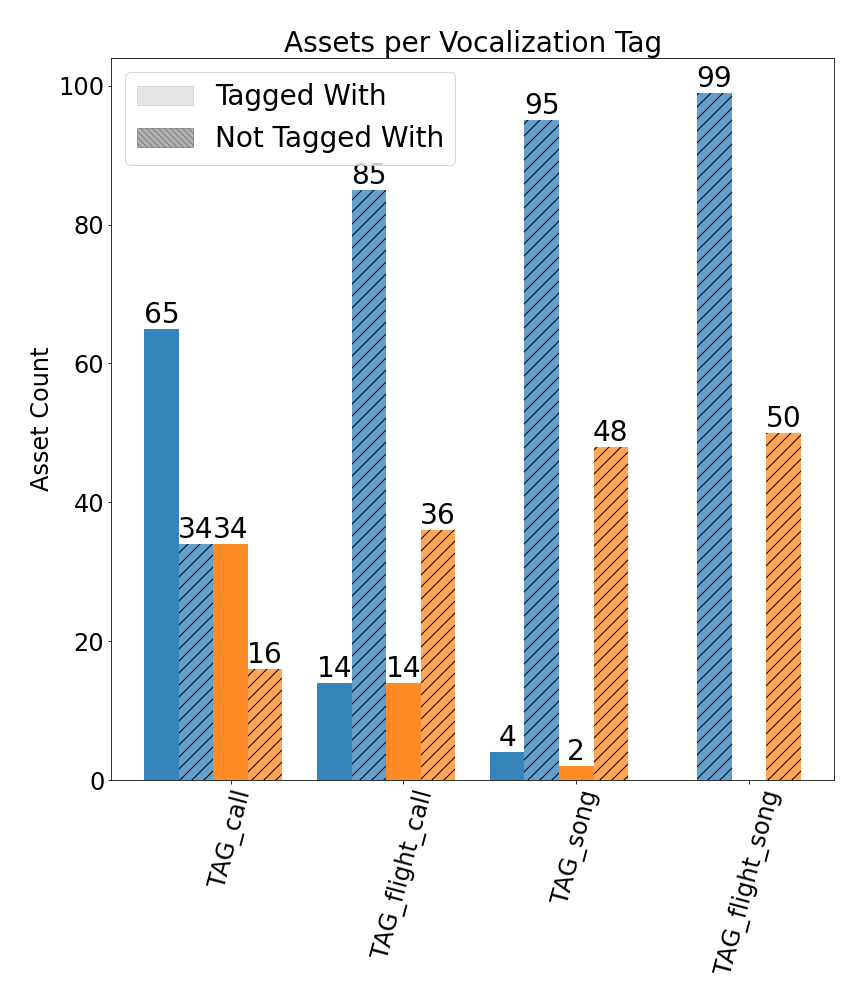 Assets per Vocalization Tag
Tagged With
Not Tagged With
Asset Count
100
80
60
40
20
0
65
34
34
16
14
85
14
36
4
95
2
48
99
50
TAG_call
TAG_flight_call
TAG_song
TAG_flight_song